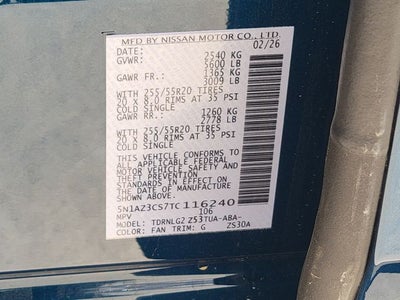 MFD BY NISSAN MOTOR CO., LTD.
DATE: 02/26
GVWR: 2540 KG
5600 LB
GAWR FR.: 1365 KG
3009 LB
WITH 255/55R20 TIRES
20 x 8.0 RIMS AT 35 PSI
COLD SINGLE
GAWR RR.: 1260 KG
2778 LB
WITH 255/55R20 TIRES
20 x 8.0 RIMS AT 35 PSI
COLD SINGLE
THIS VEHICLE CONFORMS TO
ALL APPLICABLE FEDERAL
MOTOR VEHICLE SAFETY AND
THEFT PREVENTION
STANDARDS IN EFFECT ON
THE DATE OF MANUFACTURE
SHOWN ABOVE.
5N1AZ3CS7TC116240
MPV 106
MODEL: TDRNLG2 Z53TUA-ABA-
COLOR: FAN TRIM: G ZS30A